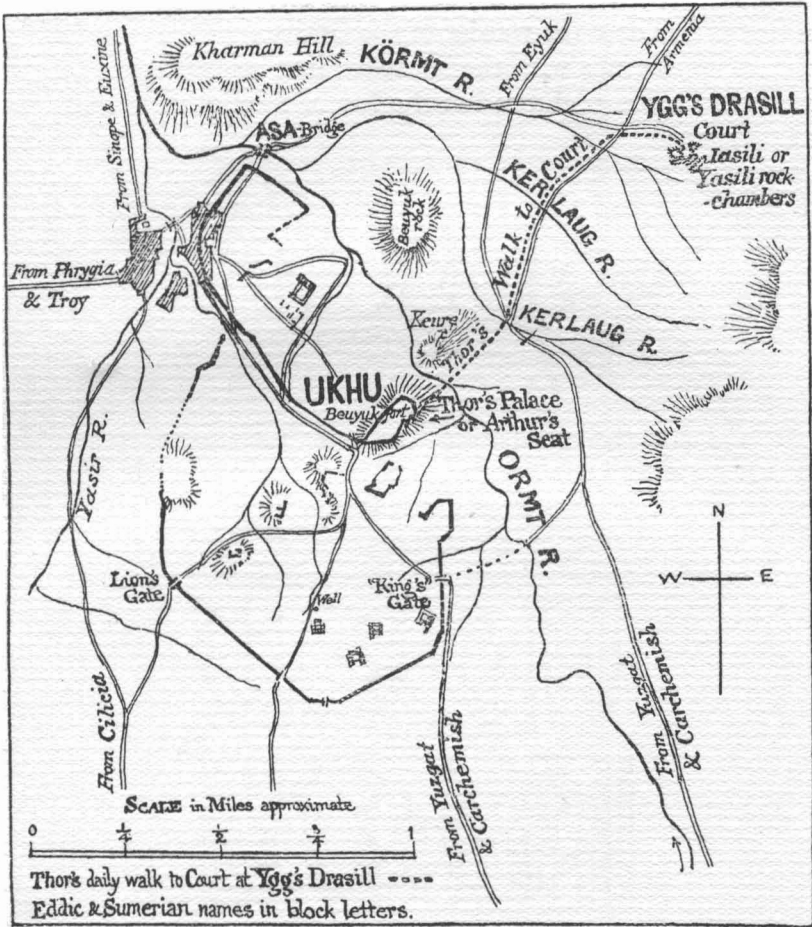 Kharman Hill
KÖRMT R.
From Eyuk
From
Armenia
From Sinope & Euxine
ASA-Bridge
YGG'S DRASILL
Court
Iasili or
Yasili rock
-chambers
Beuyuk
rock
KERLAUG R.
Walk to Court
From Phrygia
& Troy
Thor's
KERLAUG R.
UKHU
Beuyuk fort
Thor's Palace
or Arthur's
Seat
Yasir R.
ORMT R.
N
W E
S
Lion's
Gate
"King's"
Gate
Well
From Cilicia
From Yuzgat
& Carchemish
From Yuzgat
& Carchemish
SCALE in Miles approximate
0 1/4 1/2 3/4 1
Thor's daily walk to Court at Ygg's Drasill
Eddic & Sumerian names in block letters.